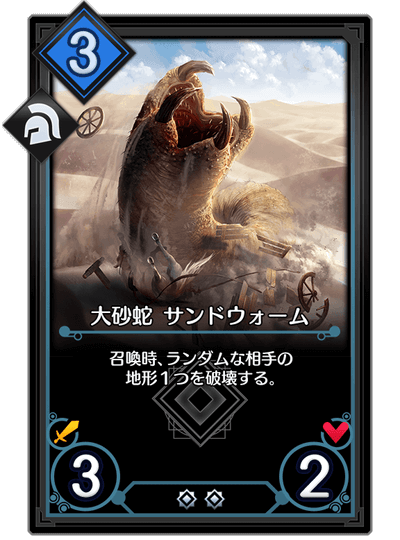 3
大砂蛇 サンドウォーム
召喚時、ランダムな相手の
地形1つを破壊する。
3
2